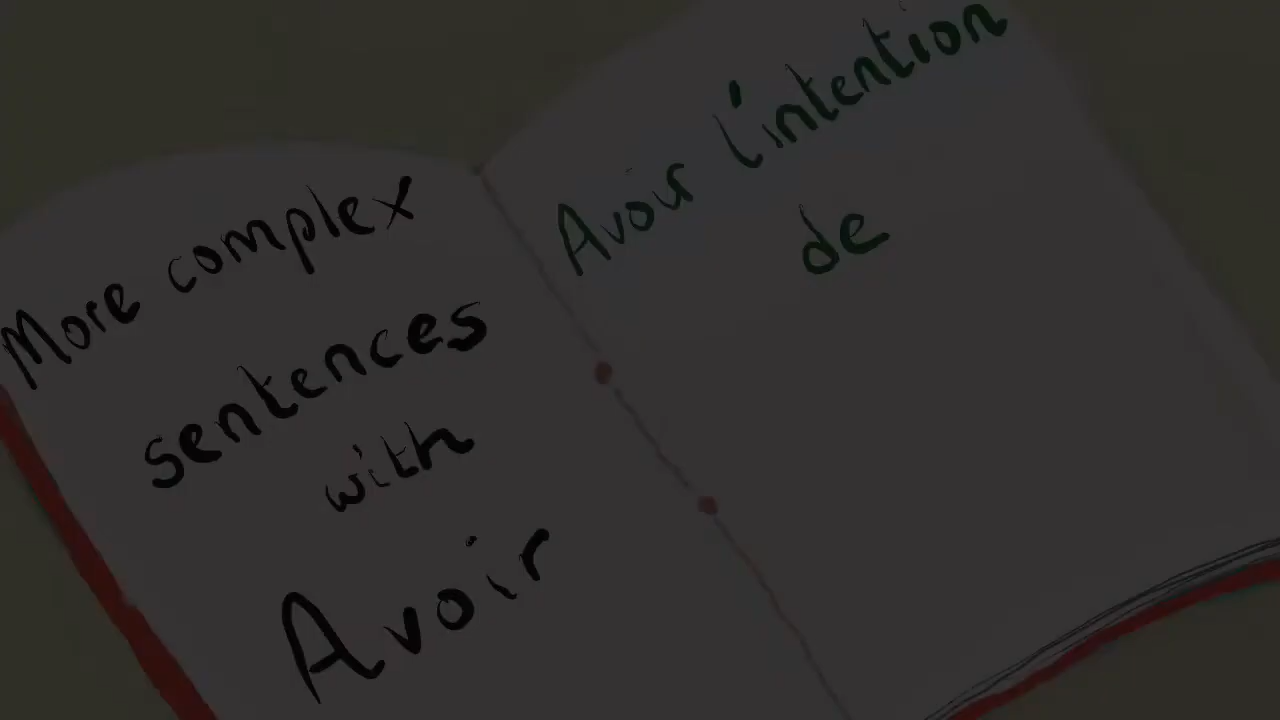 More complex
sentences
with
Avoir
Avoir l'intention
de